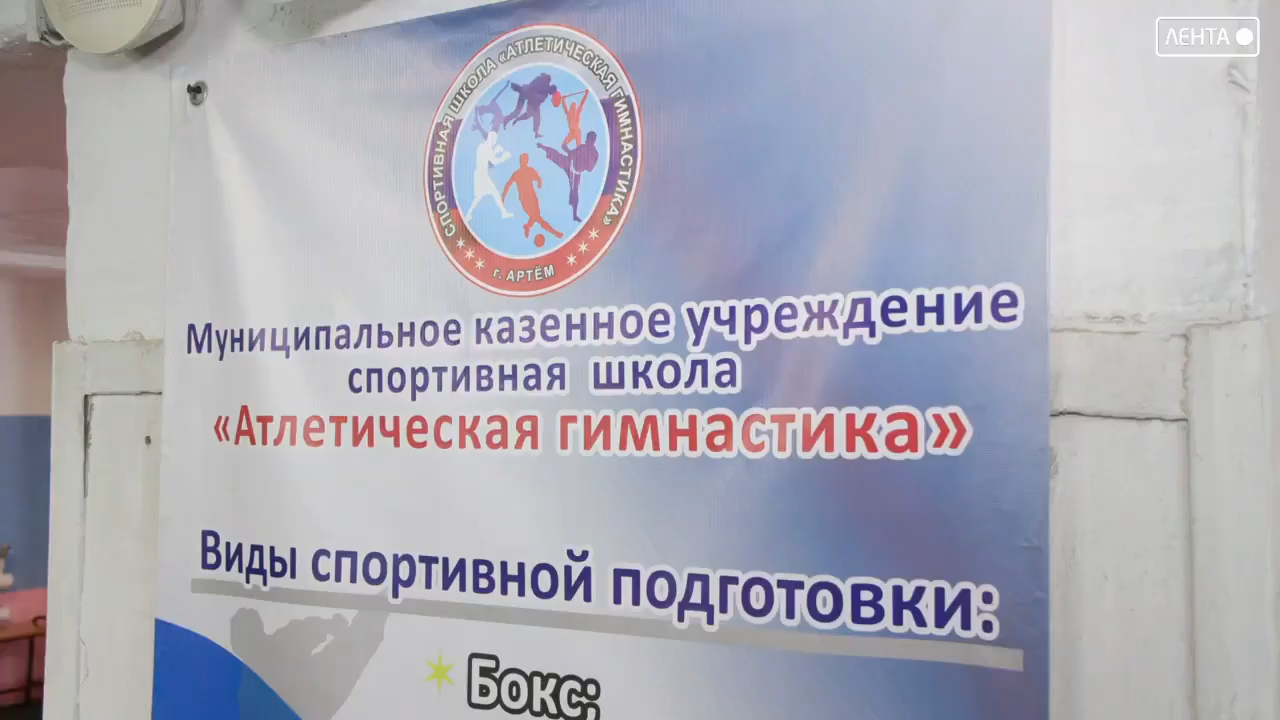 ЛЕНТА
СПОРТИВНАЯ ШКОЛА «АТЛЕТИЧЕСКАЯ ГИМНАСТИКА»
г. АРТЁМ
Муниципальное казенное учреждение
спортивная школа
«Атлетическая гимнастика»
Виды спортивной подготовки:
Бокс;